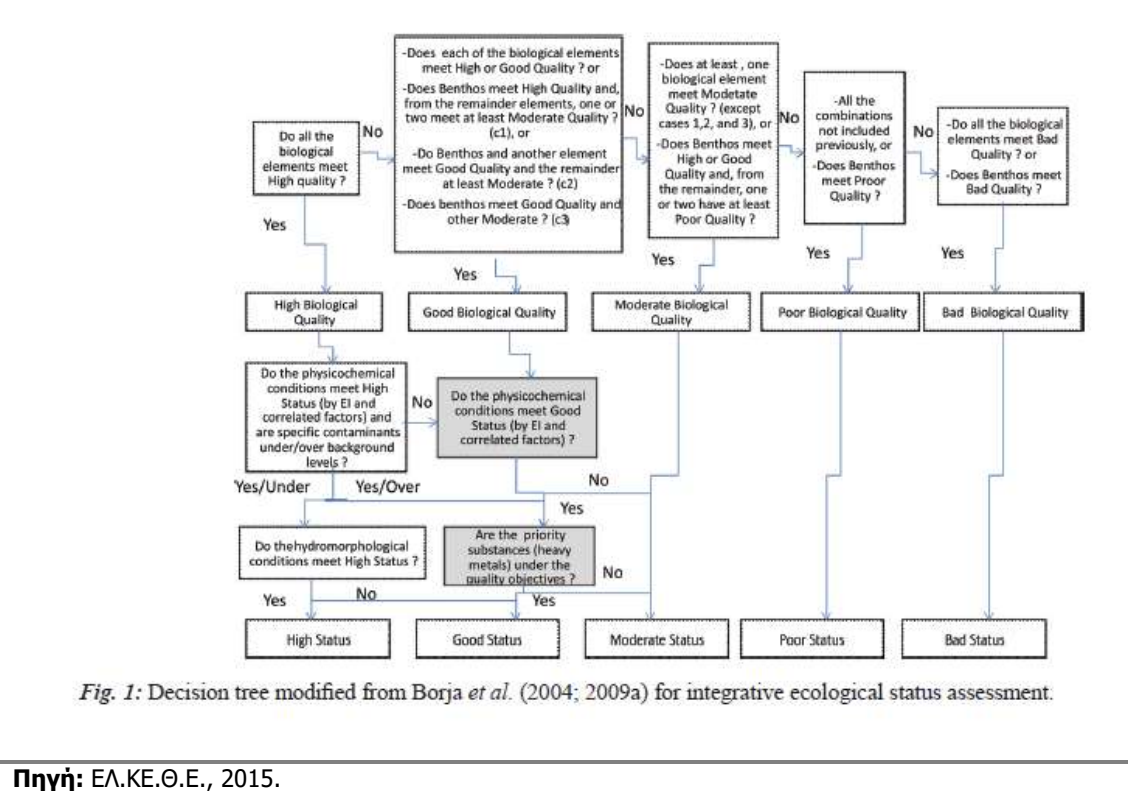 Do all the
biological
elements meet
High quality ?
No
-Does each of the biological elements
meet High or Good Quality ? or
-Does Benthos meet High Quality and,
from the remainder elements, one or
two meet at least Moderate Quality ?
(c1), or
-Do Benthos and another element
meet Good Quality and the remainder
at least Moderate ? (c2)
-Does benthos meet Good Quality and
other Moderate ? (c3)
No
-Does at least , one
biological element
meet Modetate
Quality ? (except
cases 1,2, and 3), or
-Does Benthos meet
High or Good
Quality and, from
the remainder, one
or two have at least
Poor Quality ?
No
-All the
combinations
not included
previously, or
-Does Benthos
meet Proor
Quality ?
No
-Do all the biological
elements meet Bad
Quality ? or
-Does Benthos meet
Bad Quality ?
Yes
Yes
Yes
Yes
Yes
High Biological
Quality
Good Biological Quality
Moderate Biological
Quality
Poor Biological Quality
Bad Biological Quality
Do the physicochemical
conditions meet High
Status (by EI and
correlated factors) and
are specific contaminants
under/over background
levels ?
No
Do the physicochemical
conditions meet Good
Status (by EI and
correlated factors) ?
Yes/Under
Yes/Over
No
Yes
Do thehydromorphological
conditions meet High Status ?
Are the priority
substances (heavy
metals) under the
quality objectives ?
No
Yes
No
Yes
High Status
Good Status
Moderate Status
Poor Status
Bad Status
Fig. 1: Decision tree modified from Borja et al. (2004; 2009a) for integrative ecological status assessment.
Πηγή: ΕΛ.ΚΕ.Θ.Ε., 2015.